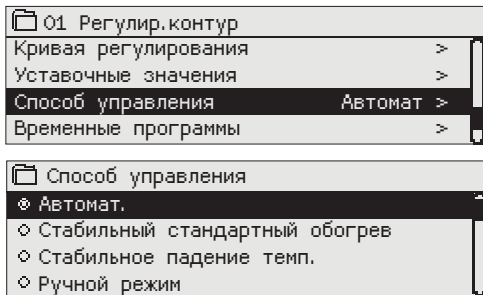 01 Регулир.контур
Кривая регулирования >
Уставочные значения >
Способ управления Автомат >
Временные программы >
Способ управления
Автомат.
Стабильный стандартный обогрев
Стабильное падение темп.
Ручной режим